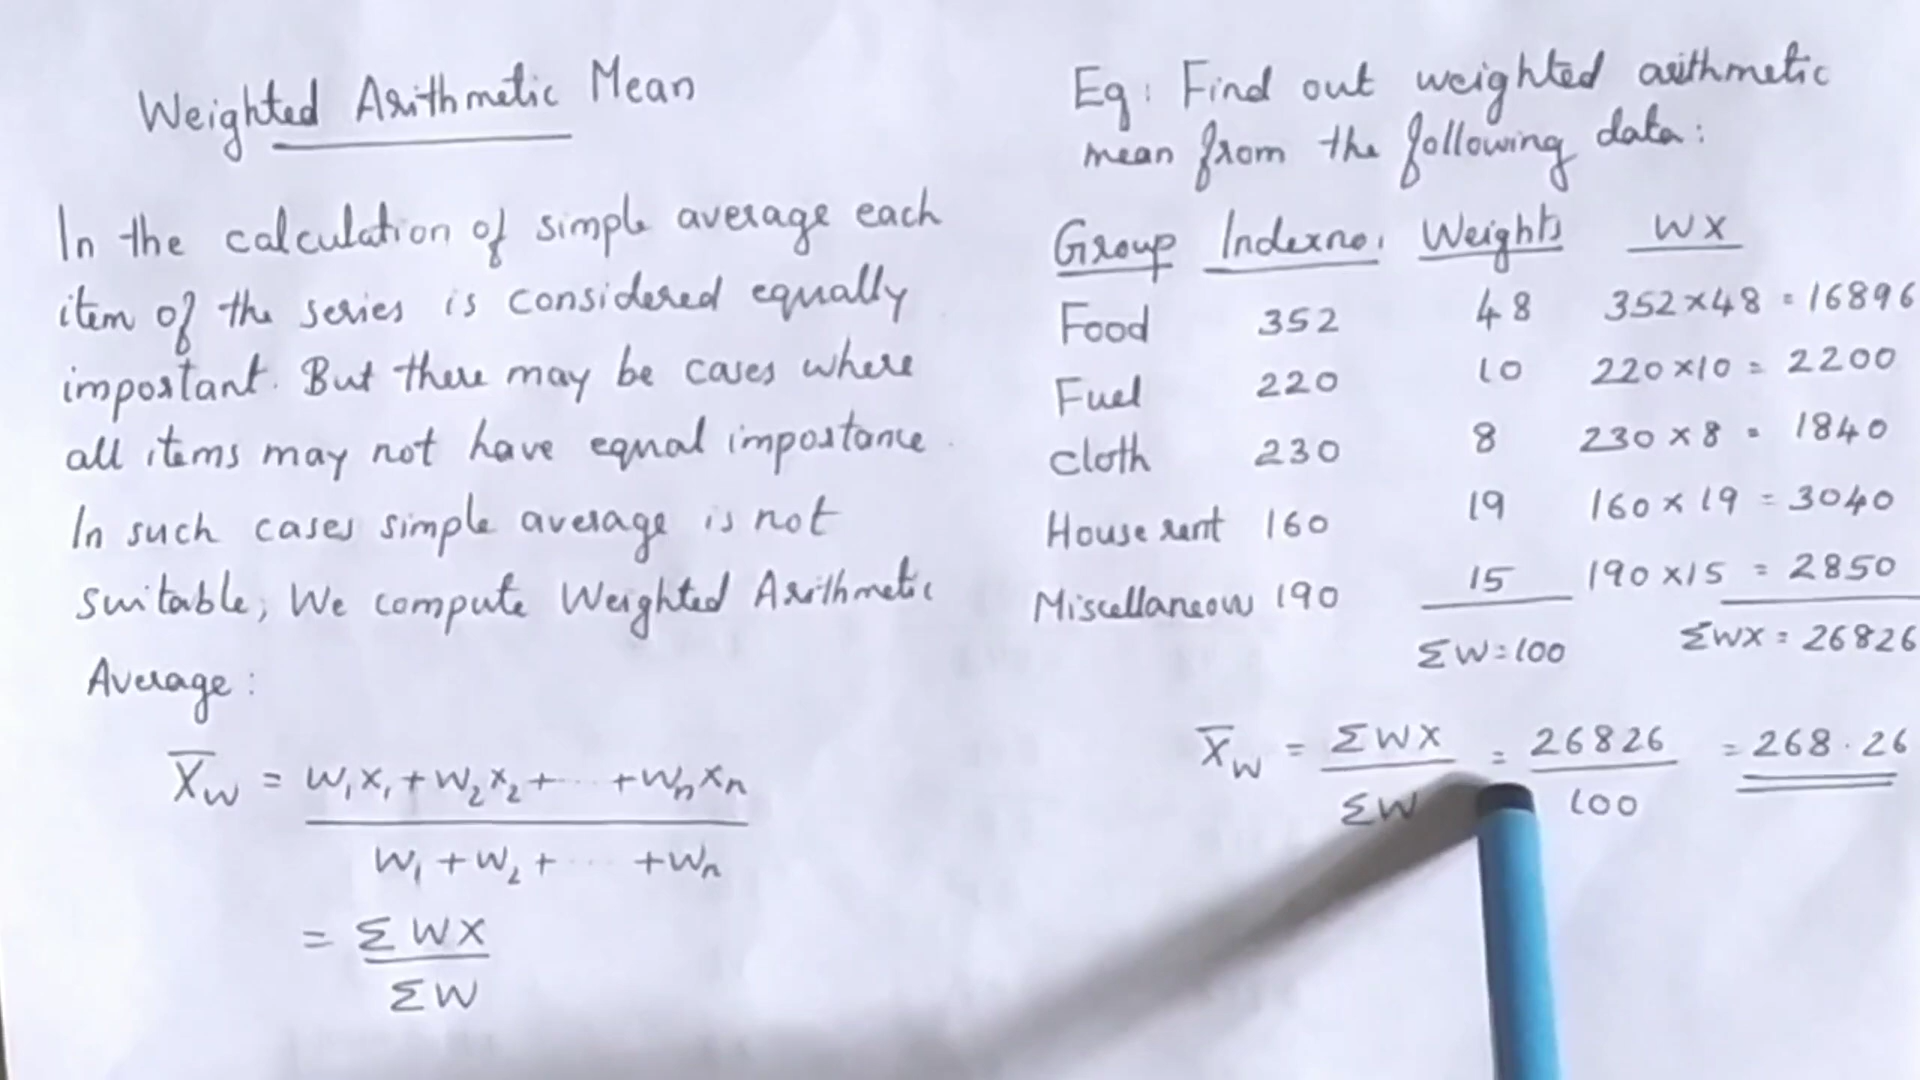 Weighted Arithmetic Mean
In the calculation of simple average each
item of the series is considered equally
important. But there may be cases where
all items may not have equal importance.
In such cases simple average is not
suitable, We compute Weighted Arithmetic
Average:
X̄w = W₁x₁+W₂x₂+ ... +Wₙxₙ
W₁+W₂+ ... +Wₙ
= ΣWX
ΣW
Eg: Find out weighted arithmetic
mean from the following data:
Group Indexno. Weights WX
Food 352 48 352×48 = 16896
Fuel 220 10 220×10 = 2200
cloth 230 8 230×8 = 1840
House rent 160 19 160×19 = 3040
Miscellaneous 190 15 190×15 = 2850
ΣW=100 ΣWX = 26826
X̄w = ΣWX = 26826 = 268.26
ΣW 100